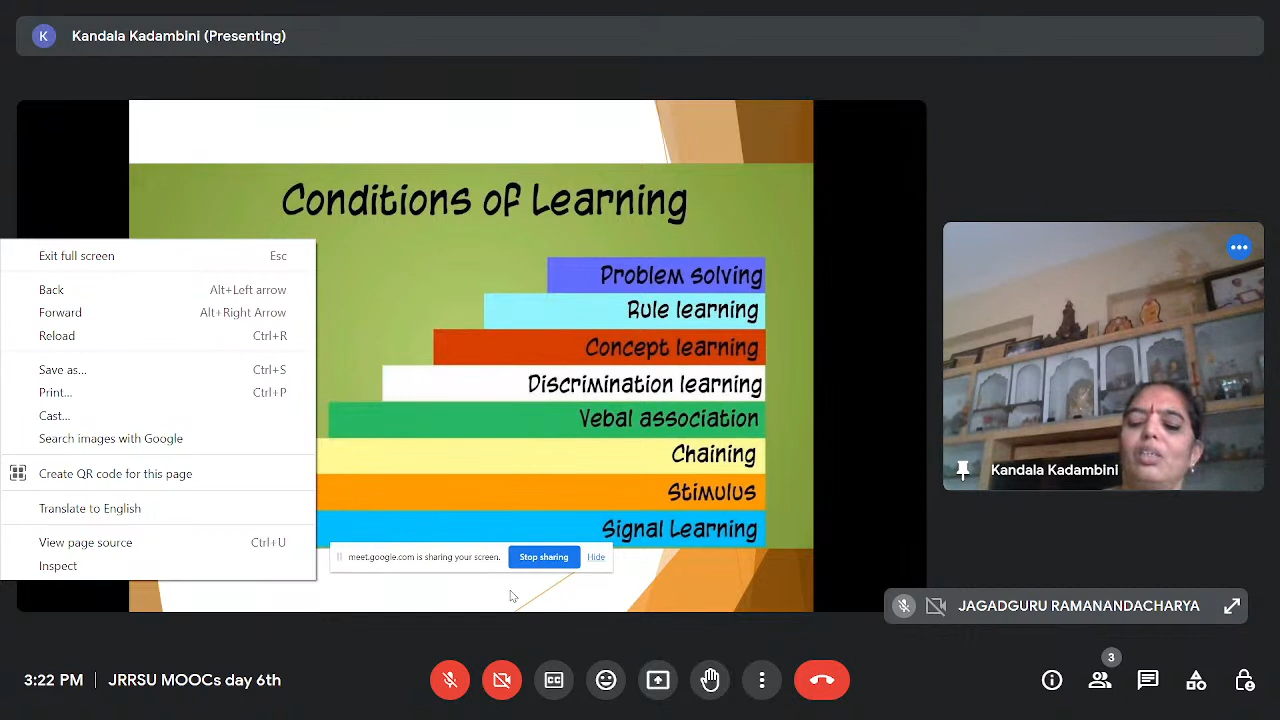 K Kandala Kadambini (Presenting)
Conditions of Learning
Problem solving
Rule learning
Concept learning
Discrimination learning
Vebal association
Chaining
Stimulus
Signal Learning
Exit full screen Esc
Back Alt+Left arrow
Forward Alt+Right Arrow
Reload Ctrl+R
Save as... Ctrl+S
Print... Ctrl+P
Cast...
Search images with Google
Create QR code for this page
Translate to English
View page source Ctrl+U
Inspect
meet.google.com is sharing your screen. Stop sharing Hide
Kandala Kadambini
JAGADGURU RAMANANDACHARYA
3:22 PM | JRRSU MOOCs day 6th
3